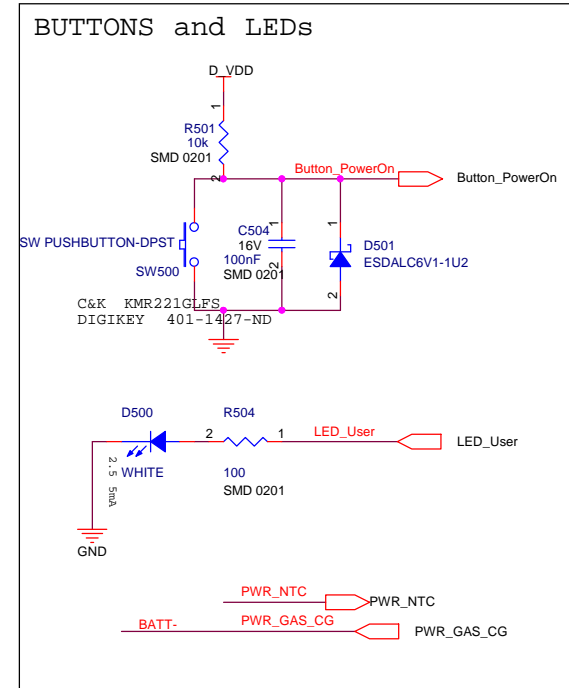 BUTTONS and LEDs
D_VDD
1
R501
10k
SMD 0201
2
Button_PowerOn
Button_PowerOn
SW PUSHBUTTON-DPST
SW500
C504
16V
100nF
SMD 0201
1
2
1
D501
ESDALC6V1-1U2
2
C&K KMR221GLFS
DIGIKEY 401-1427-ND
D500
R504
2
1
LED_User
LED_User
WHITE
2.5 5mA
100
SMD 0201
GND
PWR_NTC
PWR_NTC
BATT-
PWR_GAS_CG
PWR_GAS_CG